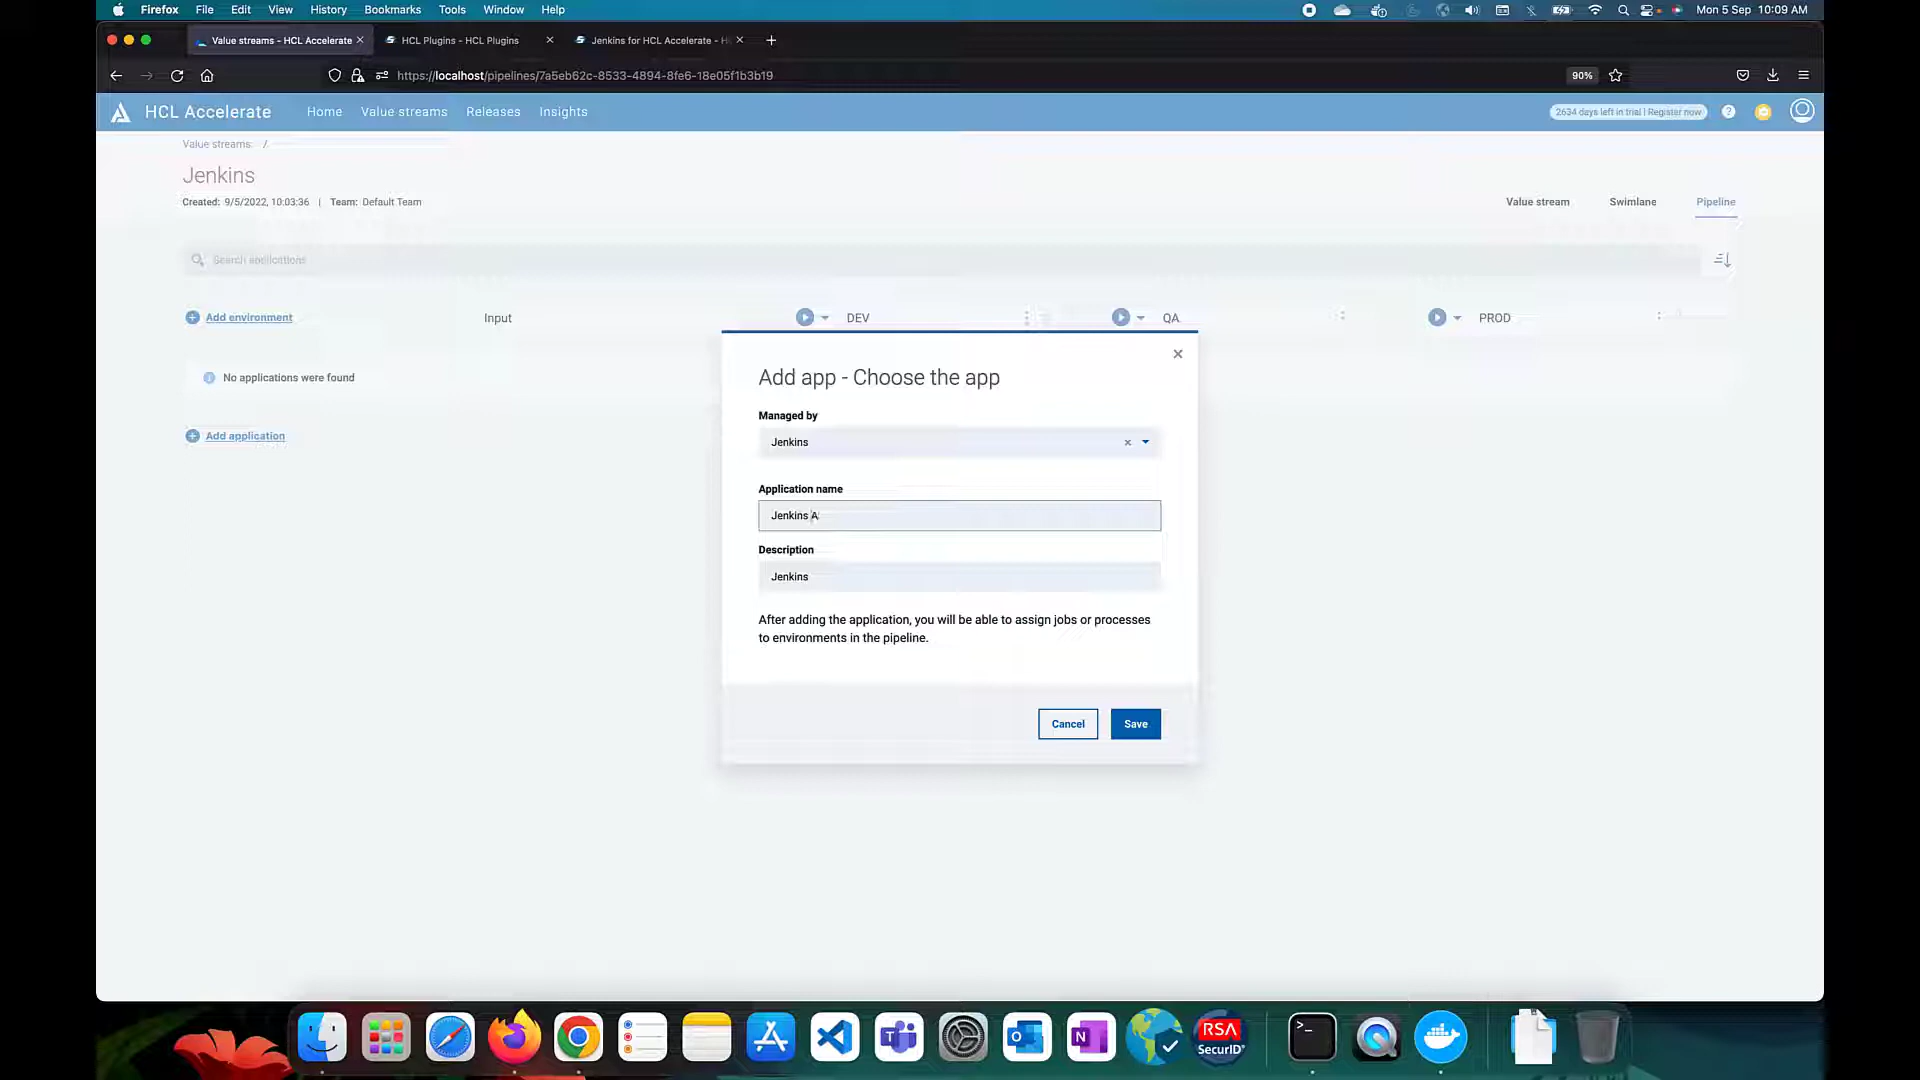 Firefox File Edit View History Bookmarks Tools Window Help Mon 5 Sep 10:09 AM
Value streams - HCL Accelerate HCL Plugins - HCL Plugins Jenkins for HCL Accelerate - H
https://localhost/pipelines/7a5eb62c-8533-4894-8fe6-18e05f1b3b19 90%
HCL Accelerate Home Value streams Releases Insights 2634 days left in trial | Register now
Value streams: /
Jenkins
Created: 9/5/2022, 10:03:36 | Team: Default Team Value stream Swimlane Pipeline
Search applications
Add environment Input DEV QA PROD
No applications were found
Add application
Add app - Choose the app
Managed by
Jenkins
Application name
Jenkins A
Description
Jenkins
After adding the application, you will be able to assign jobs or processes
to environments in the pipeline.
Cancel Save
RSA
SecurID